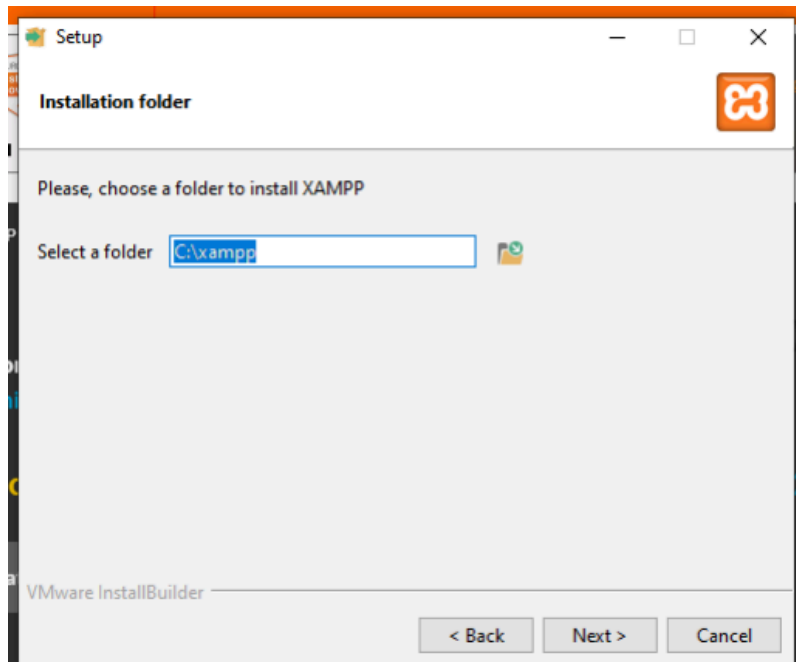 Setup
Installation folder
Please, choose a folder to install XAMPP
Select a folder C:\xampp
VMware InstallBuilder
< Back Next > Cancel